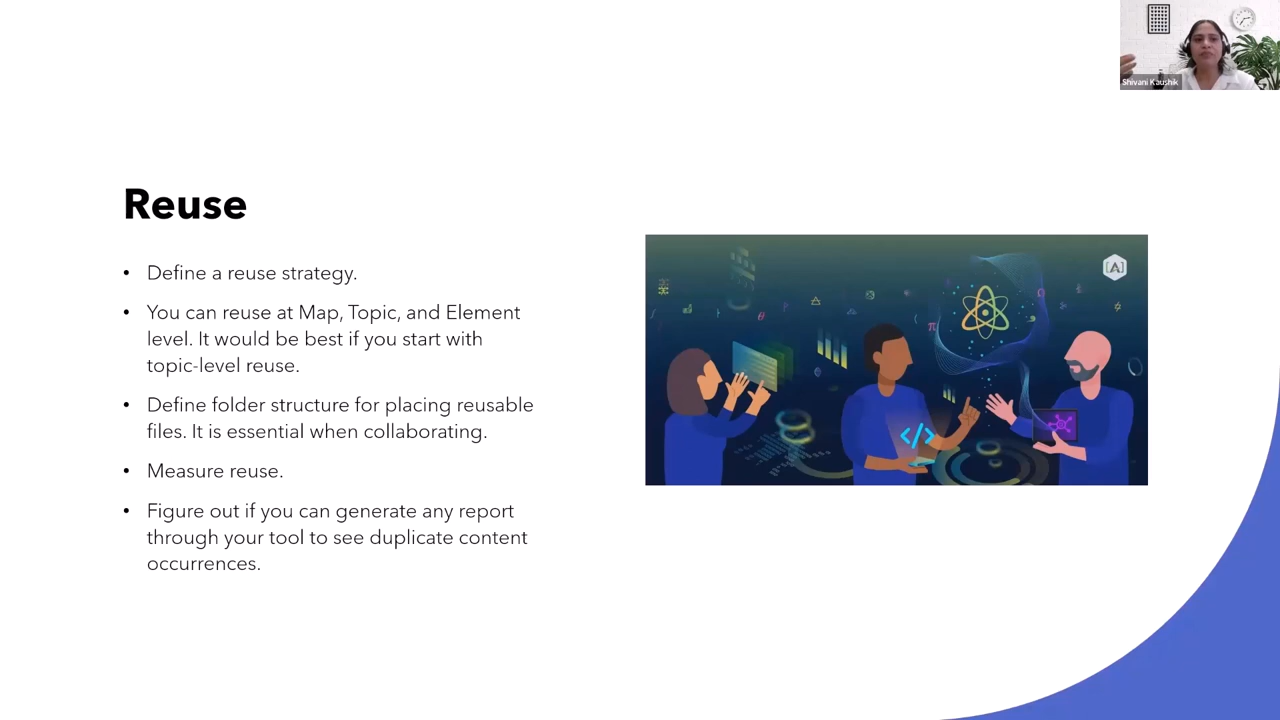 Shivani Kaushik
Reuse
• Define a reuse strategy.
• You can reuse at Map, Topic, and Element
level. It would be best if you start with
topic-level reuse.
• Define folder structure for placing reusable
files. It is essential when collaborating.
• Measure reuse.
• Figure out if you can generate any report
through your tool to see duplicate content
occurrences.
[A]
π
</>